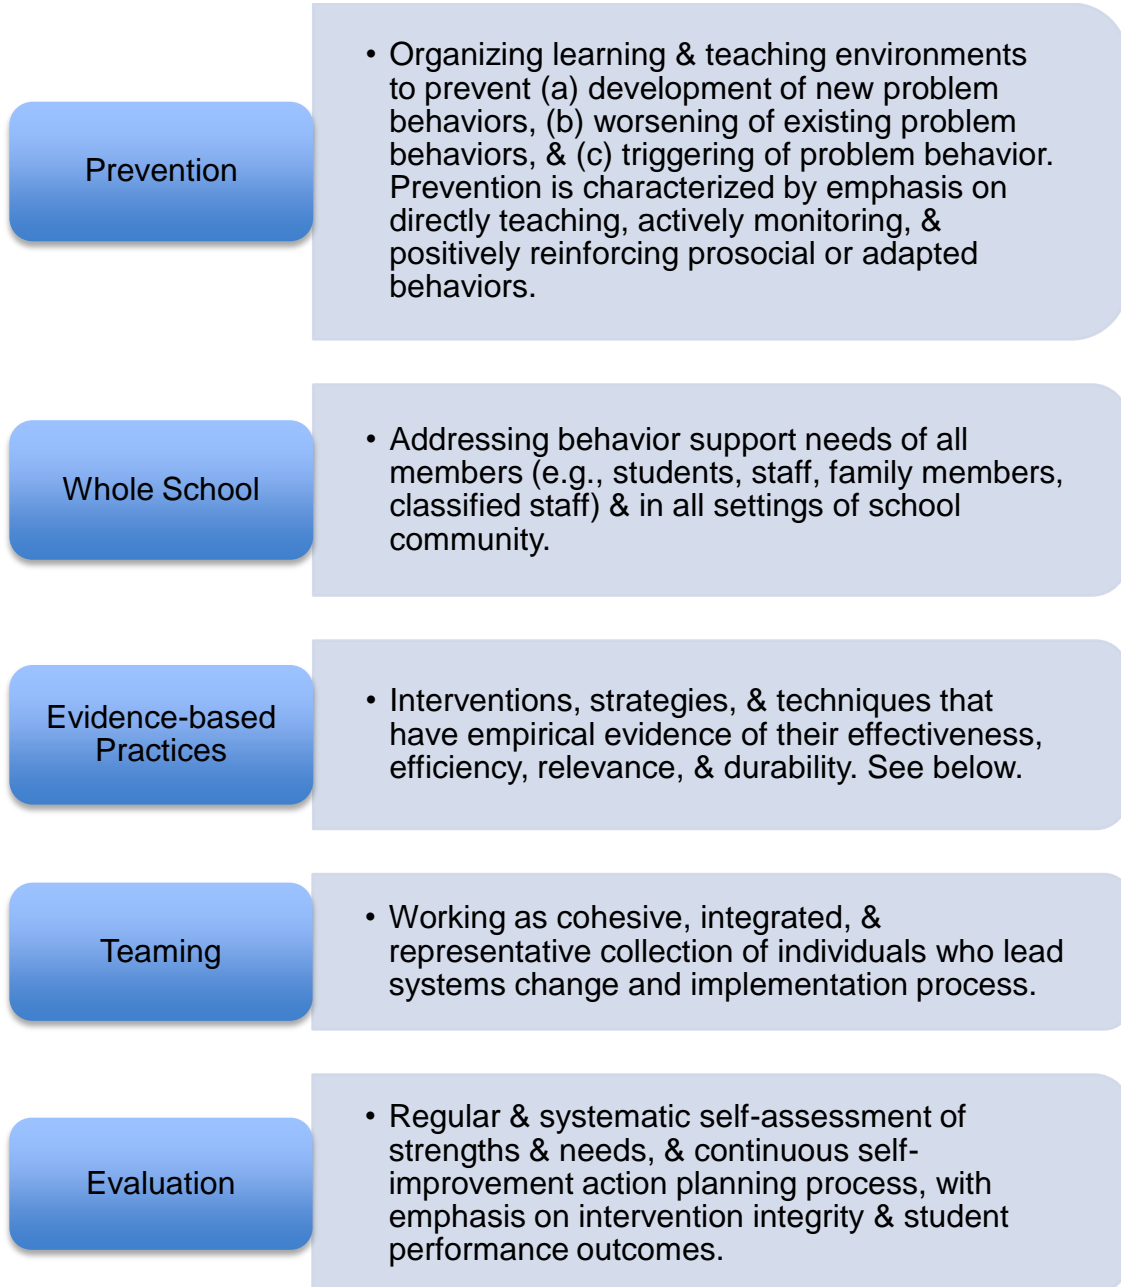 Prevention
• Organizing learning & teaching environments
to prevent (a) development of new problem
behaviors, (b) worsening of existing problem
behaviors, & (c) triggering of problem behavior.
Prevention is characterized by emphasis on
directly teaching, actively monitoring, &
positively reinforcing prosocial or adapted
behaviors.
Whole School
• Addressing behavior support needs of all
members (e.g., students, staff, family members,
classified staff) & in all settings of school
community.
Evidence-based
Practices
• Interventions, strategies, & techniques that
have empirical evidence of their effectiveness,
efficiency, relevance, & durability. See below.
Teaming
• Working as cohesive, integrated, &
representative collection of individuals who lead
systems change and implementation process.
Evaluation
• Regular & systematic self-assessment of
strengths & needs, & continuous self-
improvement action planning process, with
emphasis on intervention integrity & student
performance outcomes.